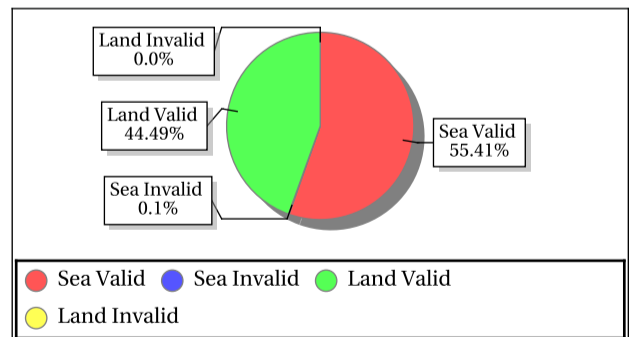 Land Invalid
0.0%
Land Valid
44.49%
Sea Valid
55.41%
Sea Invalid
0.1%
Sea Valid
Sea Invalid
Land Valid
Land Invalid